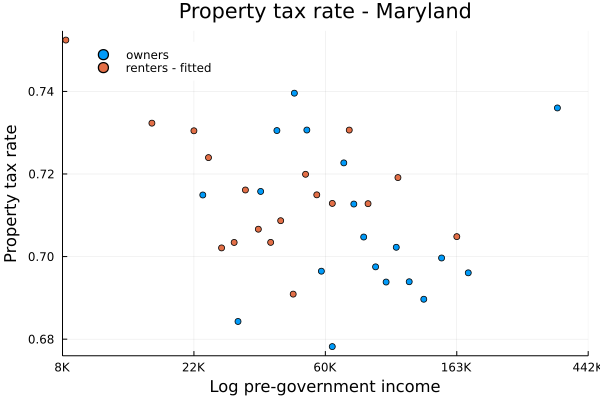 Property tax rate - Maryland
owners
renters - fitted
Property tax rate
0.74
0.72
0.70
0.68
8K
22K
60K
163K
442K
Log pre-government income